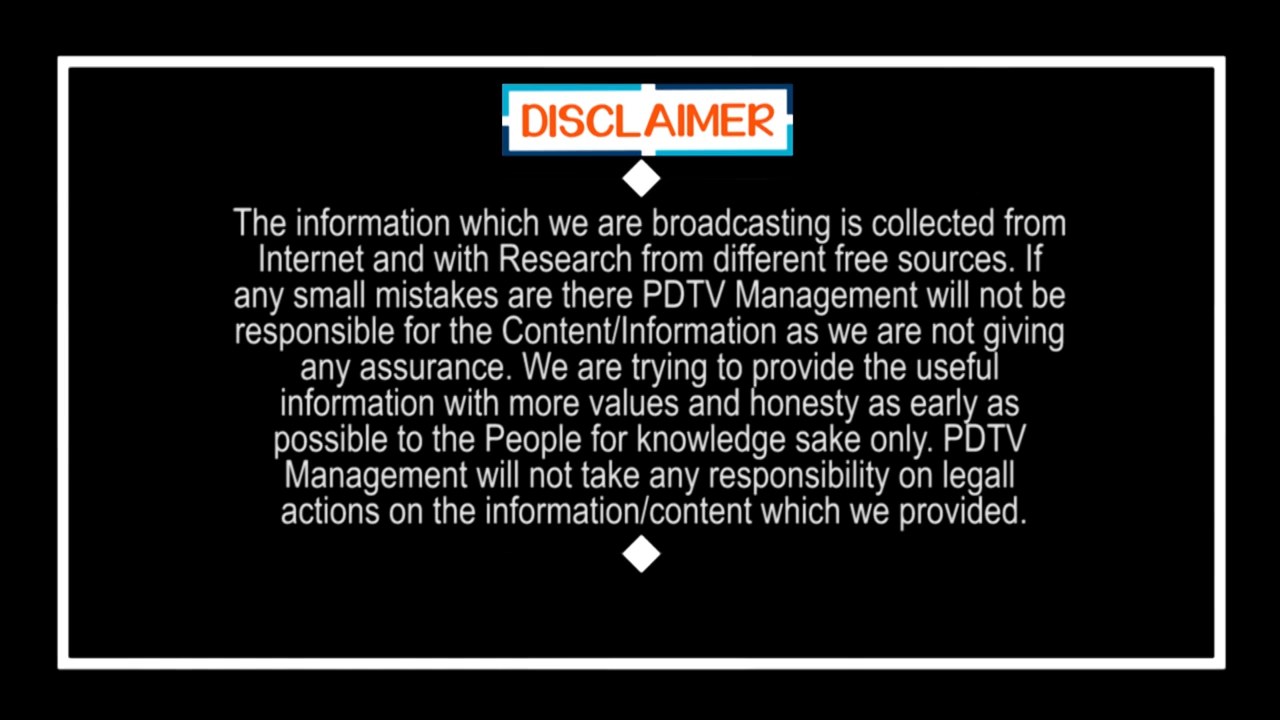 DISCLAIMER
The information which we are broadcasting is collected from
Internet and with Research from different free sources. If
any small mistakes are there PDTV Management will not be
responsible for the Content/Information as we are not giving
any assurance. We are trying to provide the useful
information with more values and honesty as early as
possible to the People for knowledge sake only. PDTV
Management will not take any responsibility on legall
actions on the information/content which we provided.